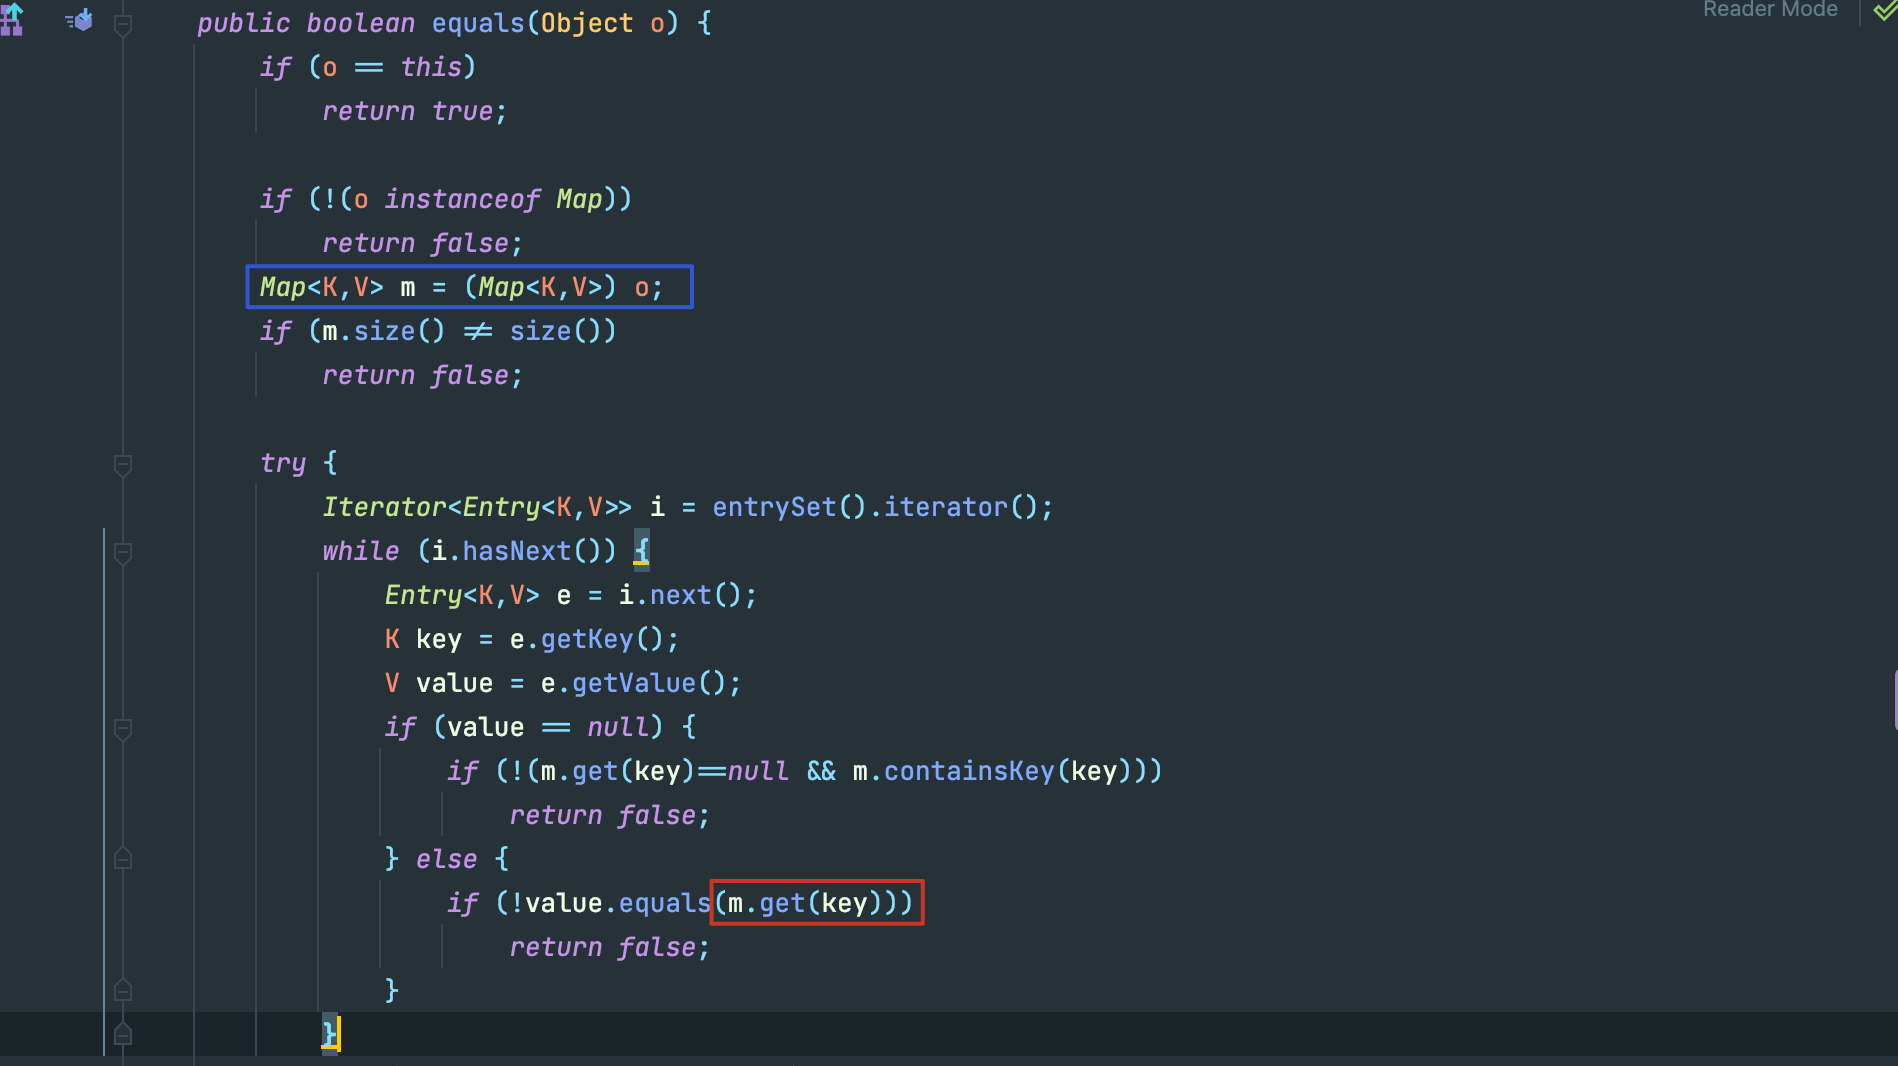 Reader Mode
public boolean equals(Object o) {
if (o == this)
return true;
if (!(o instanceof Map))
return false;
Map<K,V> m = (Map<K,V>) o;
if (m.size() != size())
return false;
try {
Iterator<Entry<K,V>> i = entrySet().iterator();
while (i.hasNext()) {
Entry<K,V> e = i.next();
K key = e.getKey();
V value = e.getValue();
if (value == null) {
if (!(m.get(key)==null && m.containsKey(key)))
return false;
} else {
if (!value.equals(m.get(key)))
return false;
}
}